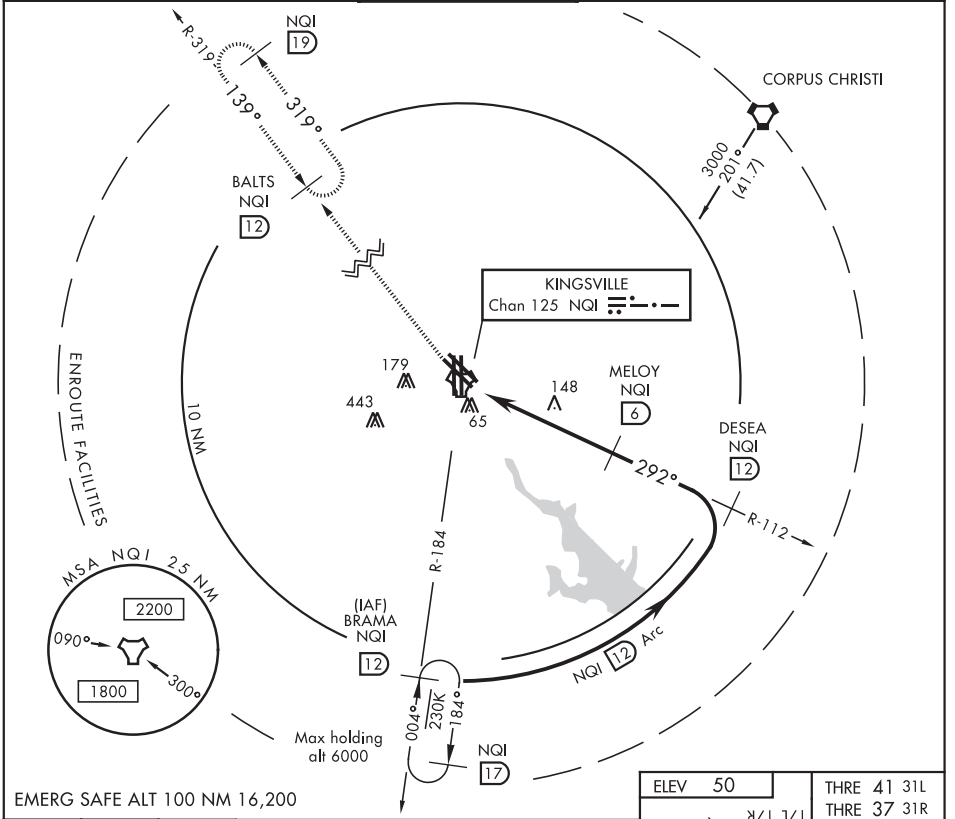 NQI
19
R-319
139°
319°
CORPUS CHRISTI
3000
201°
(41.7)
BALTS
NQI
12
KINGSVILLE
Chan 125 NQI
179
443
65
148
MELOY
NQI
6
DESEA
NQI
12
292°
R-112
ENROUTE FACILITIES
10 NM
R-184
MSA NQI 25 NM
2200
090°
1800
300°
(IAF)
BRAMA
NQI
12
NQI 12 Arc
004°
230K
184°
Max holding
alt 6000
NQI
17
EMERG SAFE ALT 100 NM 16,200
ELEV 50
THRE 41 31L
THRE 37 31R